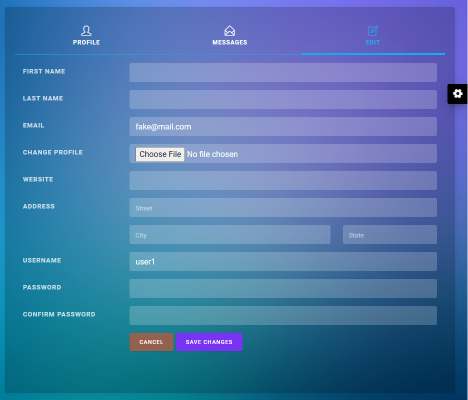 PROFILE MESSAGES EDIT
FIRST NAME
LAST NAME
EMAIL fake@mail.com
CHANGE PROFILE Choose File No file chosen
WEBSITE
ADDRESS Street
City State
USERNAME user1
PASSWORD
CONFIRM PASSWORD
CANCEL SAVE CHANGES